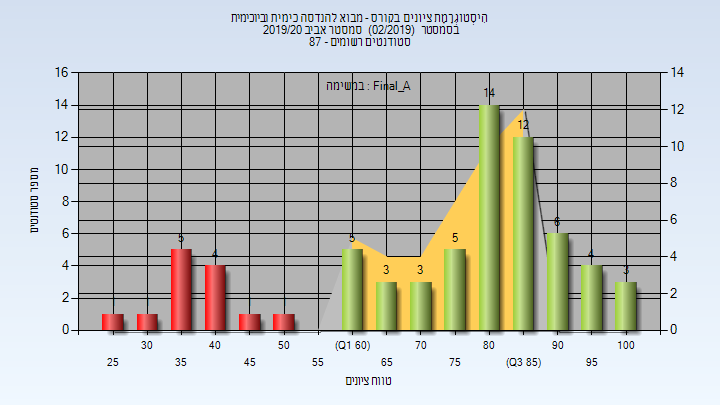 הִיסְטוֹגְרָמַת ציונים בקורס - מבוא להנדסה כימית וביוכימית
בסמסטר (02/2019) סמסטר אביב 2019/20
סטודנטים רשומים - 87
במשימה : Final_A
16 14
14 12
12 10
10 8
8 6
6 4
4 2
2 0
0
מספר סטודנטים
5 4 5 3 3 5 14 12 6 4 3
30 40 50 (Q1 60) 70 80 90 100
25 35 45 55 65 75 (Q3 85) 95
טווח ציונים